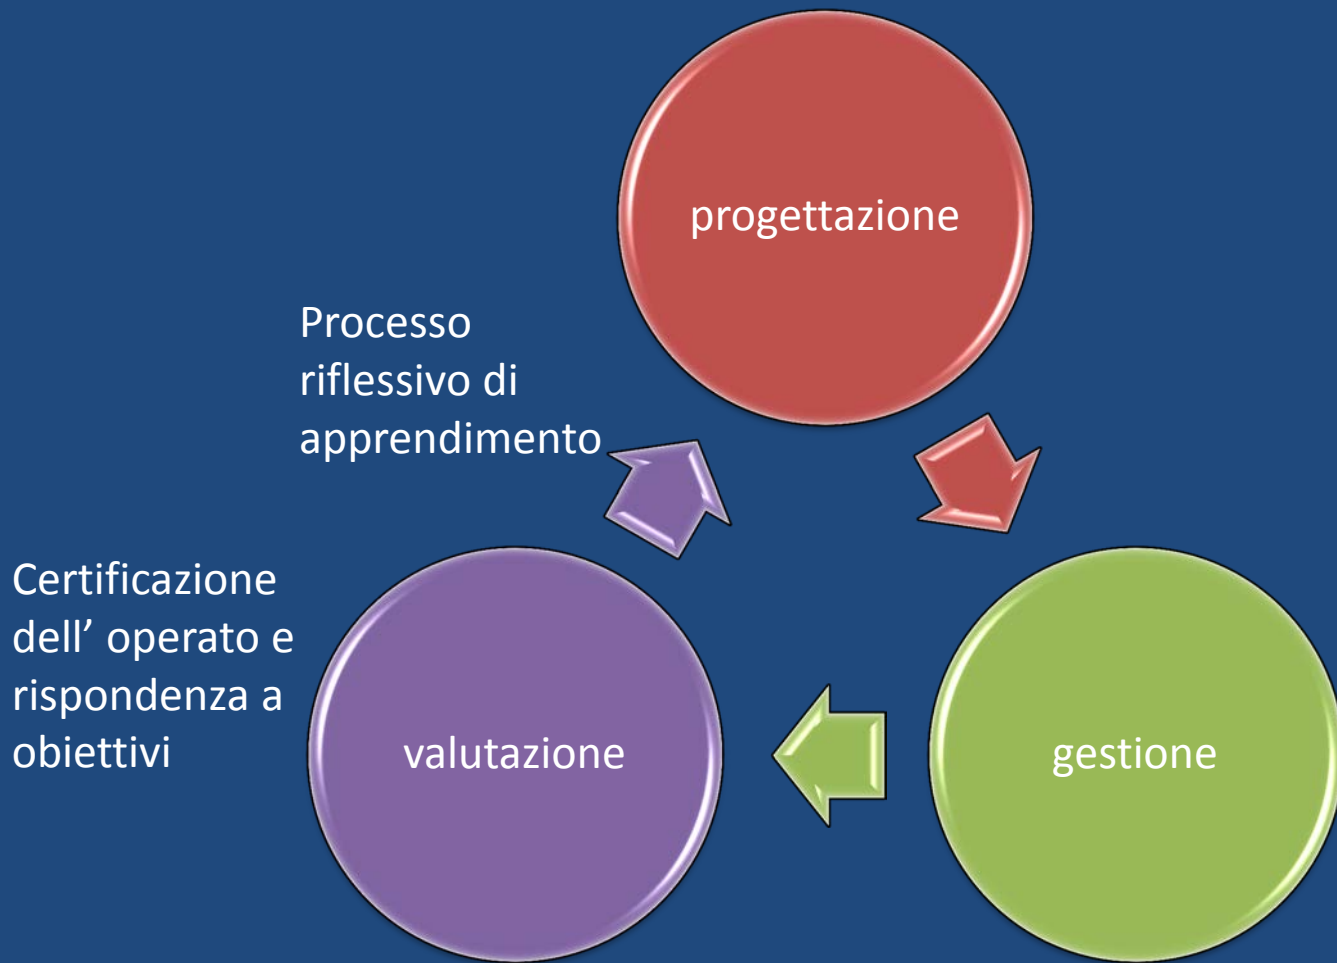 progettazione
Processo
riflessivo di
apprendimento
Certificazione
dell’ operato e
rispondenza a
obiettivi
valutazione
gestione